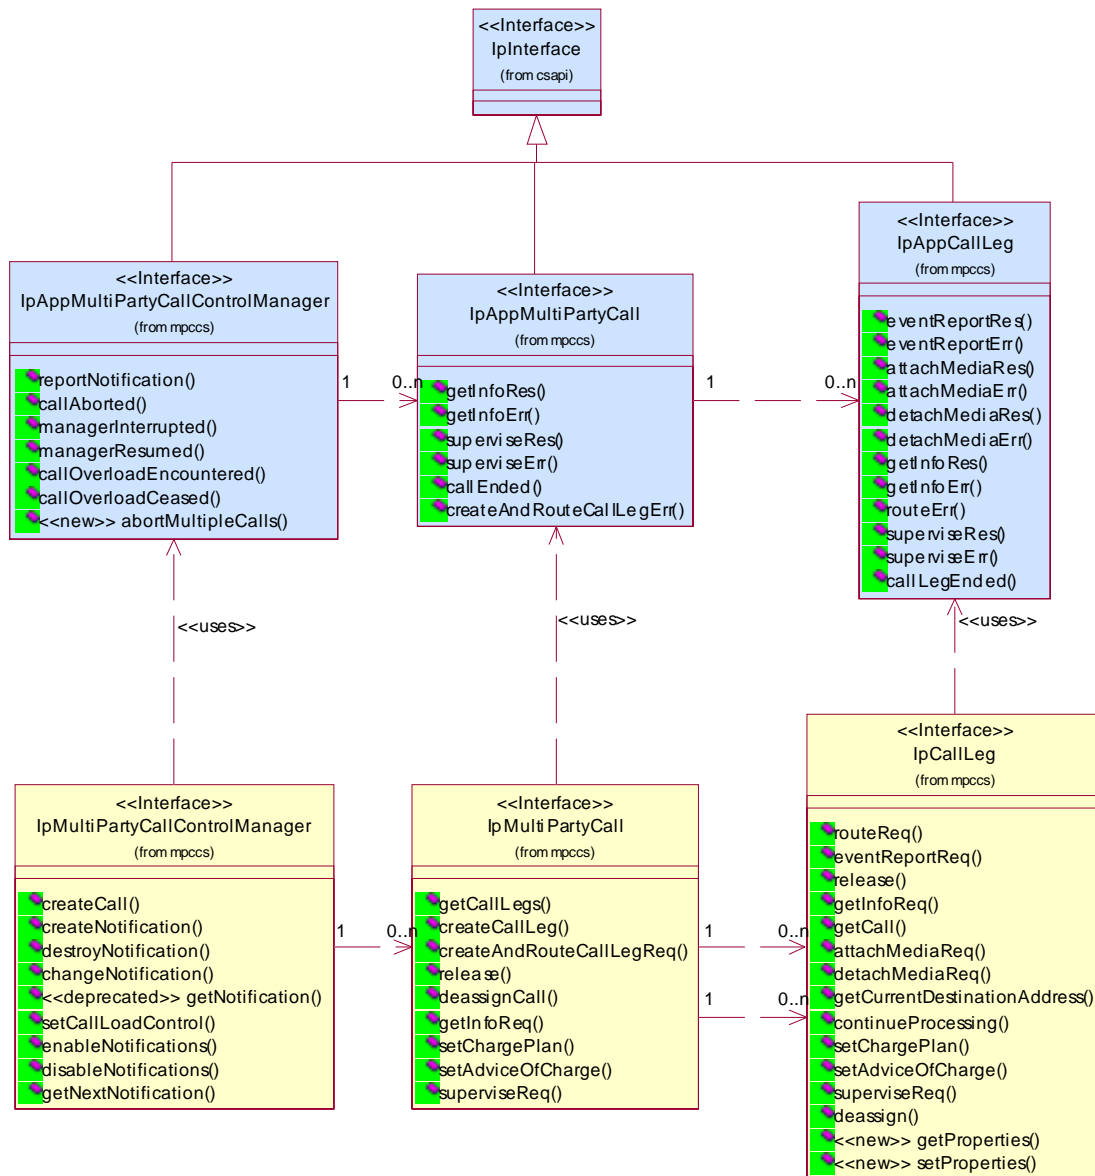 <<Interface>>
IpInterface
(from csapi)
<<Interface>>
IpAppCallLeg
(from mpccs)
eventReportRes()
eventReportErr()
attachMediaRes()
attachMediaErr()
detachMediaRes()
detachMediaErr()
getInfoRes()
getInfoErr()
routeErr()
superviseRes()
superviseErr()
callLegEnded()
<<Interface>>
IpAppMultiPartyCallControlManager
(from mpccs)
reportNotification()
callAborted()
managerInterrupted()
managerResumed()
callOverloadEncountered()
callOverloadCeased()
<<new>> abortMultipleCalls()
1
0..n
<<Interface>>
IpAppMultiPartyCall
(from mpccs)
getInfoRes()
getInfoErr()
superviseRes()
superviseErr()
callEnded()
createAndRouteCallLegErr()
1
0..n
<<uses>>
<<uses>>
<<uses>>
<<Interface>>
IpMultiPartyCallControlManager
(from mpccs)
createCall()
createNotification()
destroyNotification()
changeNotification()
<<deprecated>> getNotification()
setCallLoadControl()
enableNotifications()
disableNotifications()
getNextNotification()
1
0..n
<<Interface>>
IpMultiPartyCall
(from mpccs)
getCallLegs()
createCallLeg()
createAndRouteCallLegReq()
release()
deassignCall()
getInfoReq()
setChargePlan()
setAdviceOfCharge()
superviseReq()
1
0..n
1
0..n
<<Interface>>
IpCallLeg
(from mpccs)
routeReq()
eventReportReq()
release()
getInfoReq()
getCall()
attachMediaReq()
detachMediaReq()
getCurrentDestinationAddress()
continueProcessing()
setChargePlan()
setAdviceOfCharge()
superviseReq()
deassign()
<<new>> getProperties()
<<new>> setProperties()